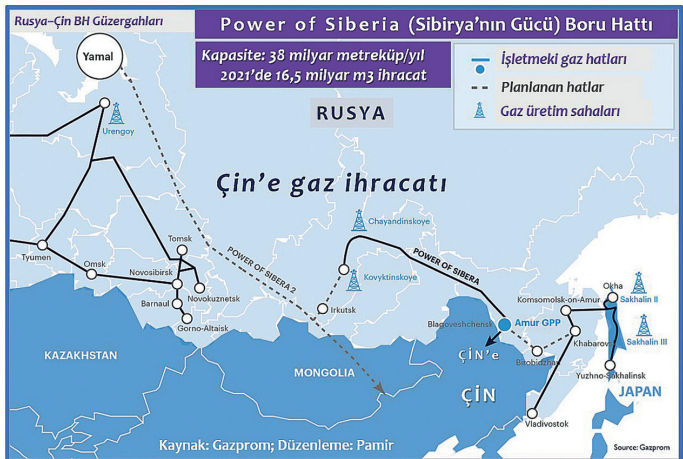 Rusya–Çin BH Güzergahları
Power of Siberia (Sibirya'nın Gücü) Boru Hattı
Kapasite: 38 milyar metreküp/yıl
2021'de 16,5 milyar m3 ihracat
İşletmeki gaz hatları
Planlanan hatlar
Gaz üretim sahaları
Yamal
RUSYA
Urengoy
Çin'e gaz ihracatı
Chayandinskoye
Tomsk
POWER OF SIBERA 2
POWER OF SIBERA
Kovyktinskoye
Tyumen
Omsk
Novosibirsk
Novokuznetsk
Barnaul
Gorno-Altaisk
Irkutsk
Okha
Sakhalin II
Komsomolsk-on-Amur
Blagoveshchensk
Amur GPP
Khabarovs
Sakhalin III
ÇİN'e
Birobidzhan
KAZAKHSTAN
MONGOLIA
ÇİN
Yuzhno-Sakhalinsk
JAPAN
Vladivostok
Kaynak: Gazprom; Düzenleme: Pamir
Source: Gazprom